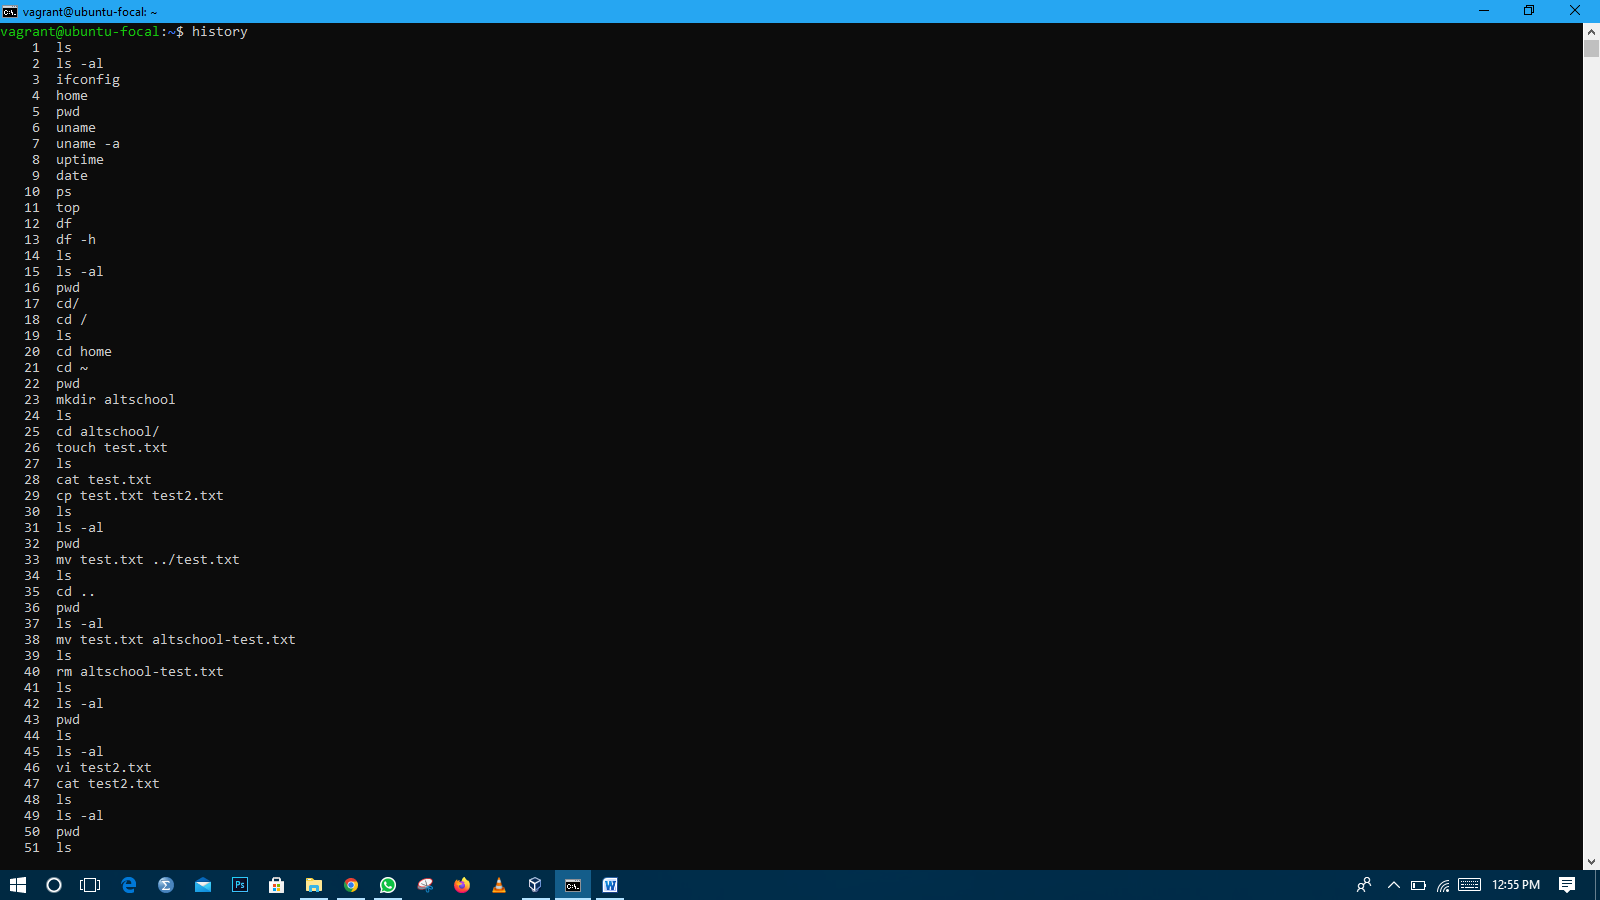 vagrant@ubuntu-focal: ~
vagrant@ubuntu-focal:~$ history
1 ls
2 ls -al
3 ifconfig
4 home
5 pwd
6 uname
7 uname -a
8 uptime
9 date
10 ps
11 top
12 df
13 df -h
14 ls
15 ls -al
16 pwd
17 cd/
18 cd /
19 ls
20 cd home
21 cd ~
22 pwd
23 mkdir altschool
24 ls
25 cd altschool/
26 touch test.txt
27 ls
28 cat test.txt
29 cp test.txt test2.txt
30 ls
31 ls -al
32 pwd
33 mv test.txt ../test.txt
34 ls
35 cd ..
36 pwd
37 ls -al
38 mv test.txt altschool-test.txt
39 ls
40 rm altschool-test.txt
41 ls
42 ls -al
43 pwd
44 ls
45 ls -al
46 vi test2.txt
47 cat test2.txt
48 ls
49 ls -al
50 pwd
51 ls
12:55 PM